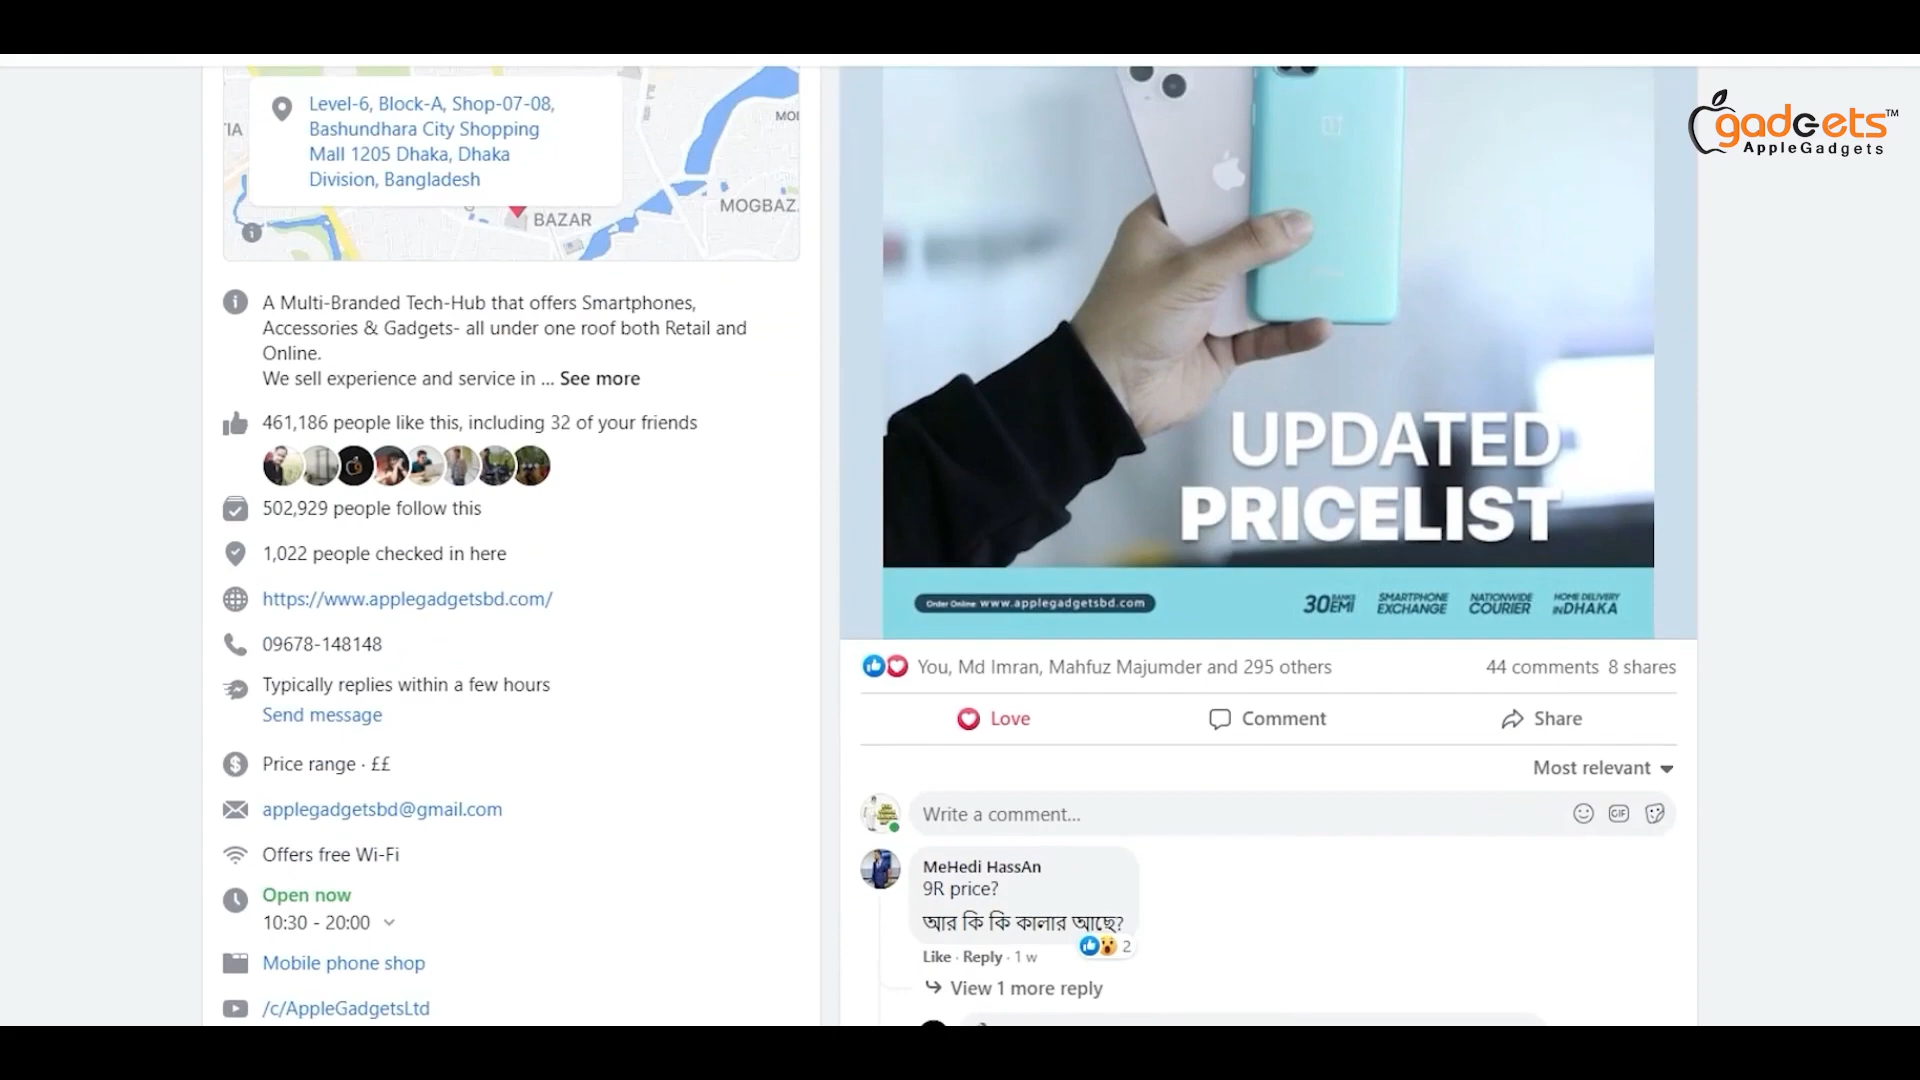 Level-6, Block-A, Shop-07-08,
Bashundhara City Shopping
Mall 1205 Dhaka, Dhaka
Division, Bangladesh
BAZAR
MOGBAZ
A Multi-Branded Tech-Hub that offers Smartphones,
Accessories & Gadgets- all under one roof both Retail and
Online.
We sell experience and service in ... See more
461,186 people like this, including 32 of your friends
502,929 people follow this
1,022 people checked in here
https://www.applegadgetsbd.com/
09678-148148
Typically replies within a few hours
Send message
Price range · ££
applegadgetsbd@gmail.com
Offers free Wi-Fi
Open now
10:30 - 20:00
Mobile phone shop
/c/AppleGadgetsLtd
gadgets™
AppleGadgets
UPDATED
PRICELIST
Order Online: www.applegadgetsbd.com
30 BANKS EMI
SMARTPHONE EXCHANGE
NATIONWIDE COURIER
HOME DELIVERY IN DHAKA
You, Md Imran, Mahfuz Majumder and 295 others
44 comments 8 shares
Love
Comment
Share
Most relevant
Write a comment...
GIF
MeHedi HassAn
9R price?
আর কি কি কালার আছে?
2
Like · Reply · 1 w
View 1 more reply